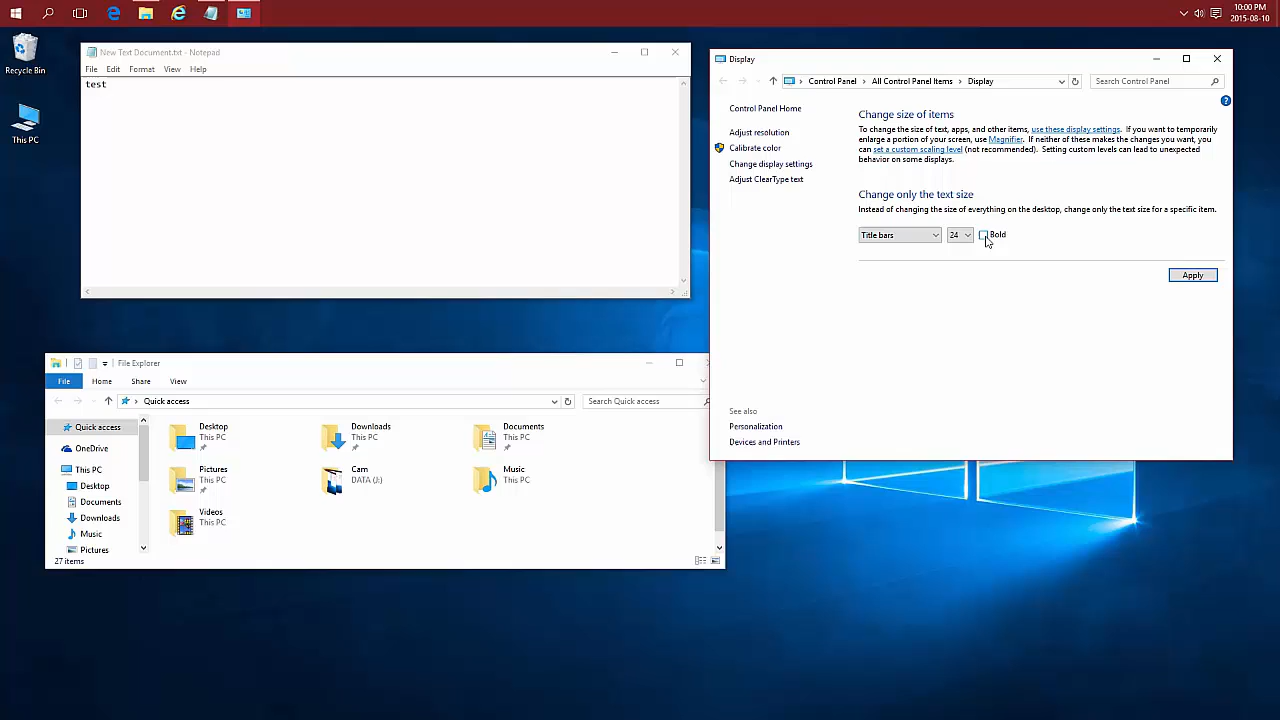 10:00 PM
2015-08-10
Recycle Bin
This PC
New Text Document.txt - Notepad
File Edit Format View Help
test
Display
Control Panel › All Control Panel Items › Display
Search Control Panel
Control Panel Home
Adjust resolution
Calibrate color
Change display settings
Adjust ClearType text
See also
Personalization
Devices and Printers
Change size of items
To change the size of text, apps, and other items, use these display settings. If you want to temporarily
enlarge a portion of your screen, use Magnifier. If neither of these makes the changes you want, you
can set a custom scaling level (not recommended). Setting custom levels can lead to unexpected
behavior on some displays.
Change only the text size
Instead of changing the size of everything on the desktop, change only the text size for a specific item.
Title bars 24 Bold
Apply
File Explorer
File Home Share View
Quick access
Search Quick access
Quick access
OneDrive
This PC
Desktop
Documents
Downloads
Music
Pictures
Desktop
This PC
Downloads
This PC
Documents
This PC
Pictures
This PC
Cam
DATA (J:)
Music
This PC
Videos
This PC
27 items